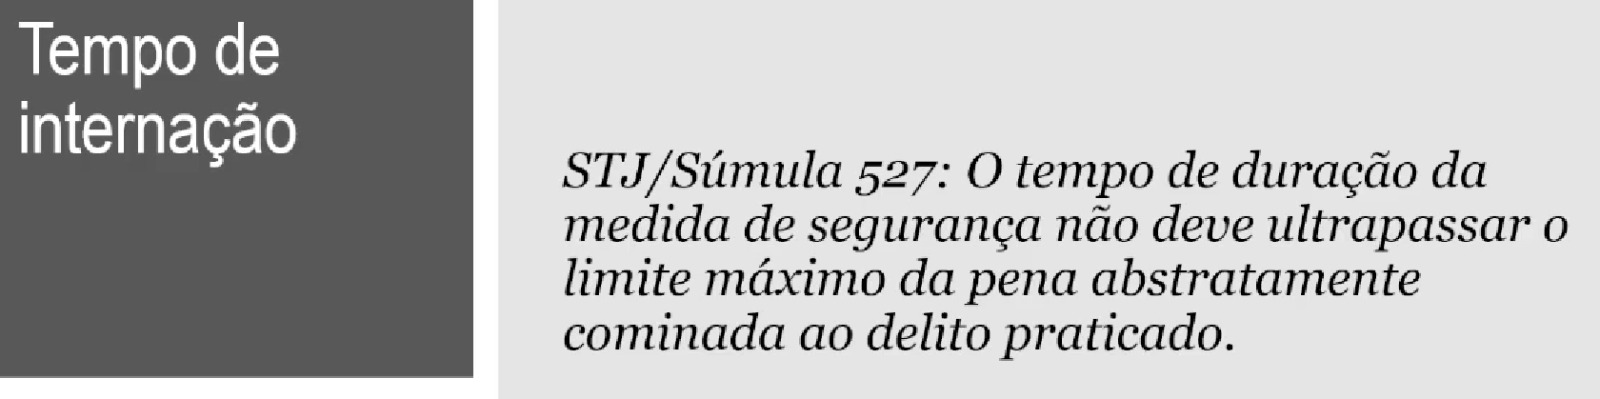 Tempo de
internação
STJ/Súmula 527: O tempo de duração da
medida de segurança não deve ultrapassar o
limite máximo da pena abstratamente
cominada ao delito praticado.